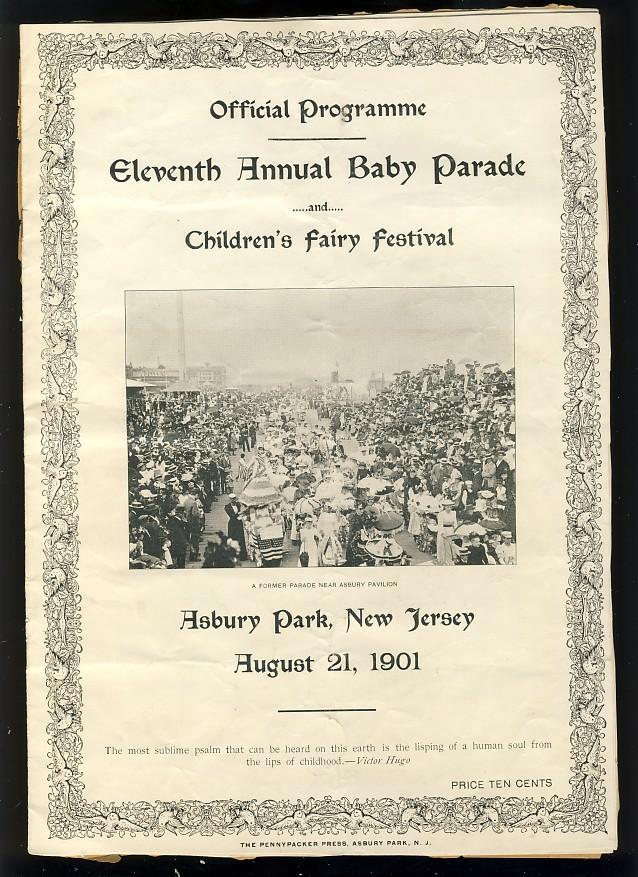 Official Programme
Eleventh Annual Baby Parade
.....and.....
Children's Fairy Festival
A FORMER PARADE NEAR ASBURY PAVILION
Asbury Park, New Jersey
August 21, 1901
The most sublime psalm that can be heard on this earth is the lisping of a human soul from
the lips of childhood.—Victor Hugo
PRICE TEN CENTS
THE PENNYPACKER PRESS, ASBURY PARK, N. J.